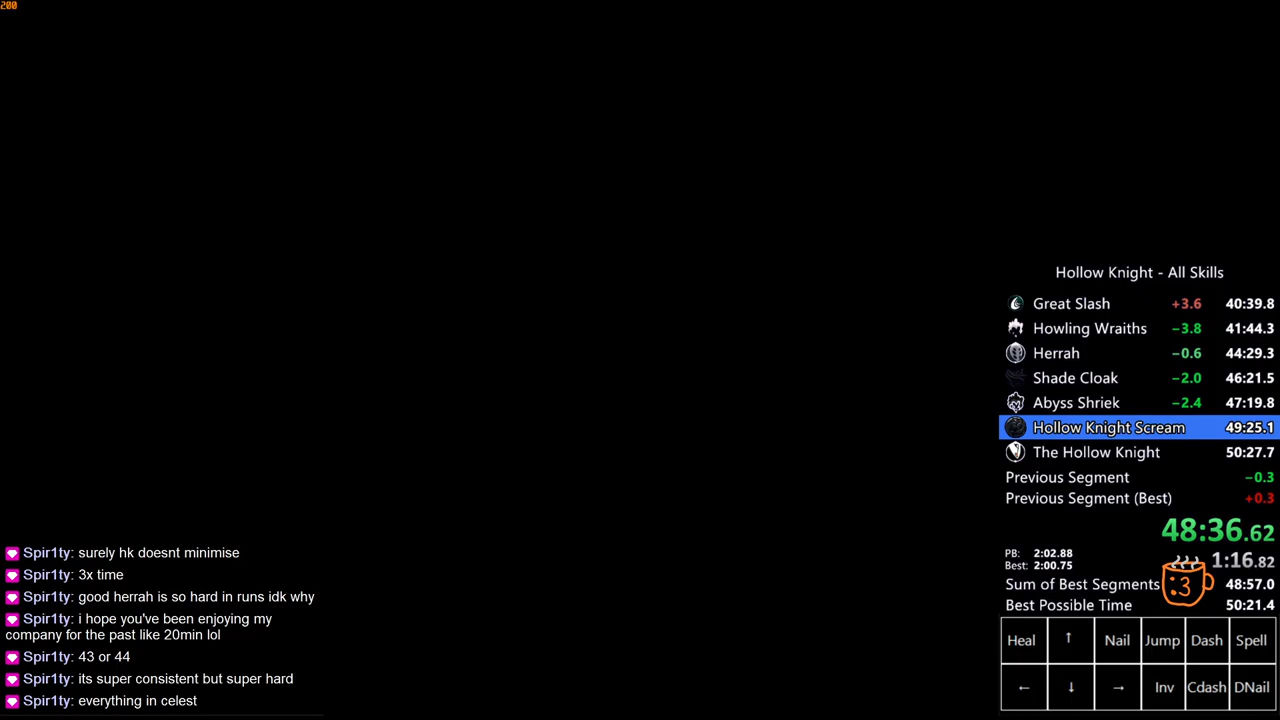 200
Hollow Knight - All Skills
Great Slash +3.6 40:39.8
Howling Wraiths −3.8 41:44.3
Herrah −0.6 44:29.3
Shade Cloak −2.0 46:21.5
Abyss Shriek −2.4 47:19.8
Hollow Knight Scream 49:25.1
The Hollow Knight 50:27.7
Previous Segment −0.3
Previous Segment (Best) +0.3
48:36.62
PB: 2:02.88
Best: 2:00.75
1:16.82
:3
Sum of Best Segments 48:57.0
Best Possible Time 50:21.4
Heal ↑ Nail Jump Dash Spell
← ↓ → Inv Cdash DNail
Spir1ty: surely hk doesnt minimise
Spir1ty: 3x time
Spir1ty: good herrah is so hard in runs idk why
Spir1ty: i hope you've been enjoying my
company for the past like 20min lol
Spir1ty: 43 or 44
Spir1ty: its super consistent but super hard
Spir1ty: everything in celest